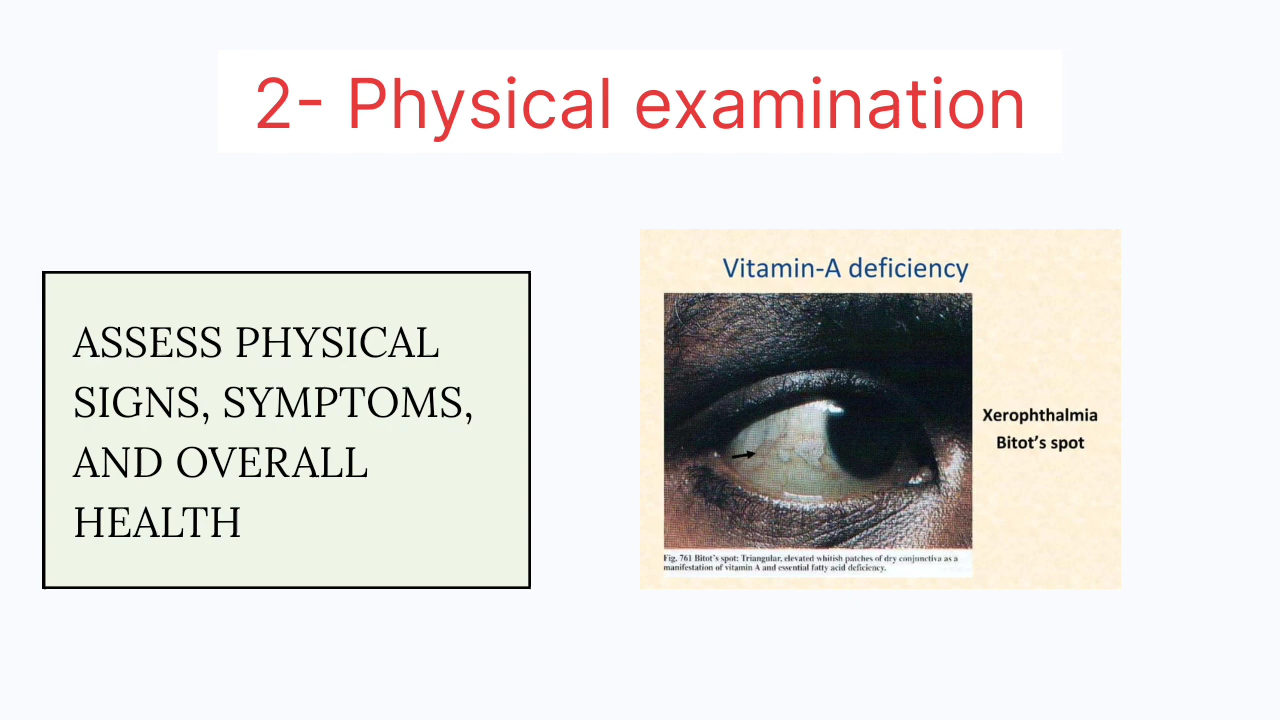 2- Physical examination
ASSESS PHYSICAL
SIGNS, SYMPTOMS,
AND OVERALL
HEALTH
Vitamin-A deficiency
Xerophthalmia
Bitot’s spot
Fig. 761 Bitot's spot: Triangular, elevated whitish patches of dry conjunctiva as a
manifestation of vitamin A and essential fatty acid deficiency.